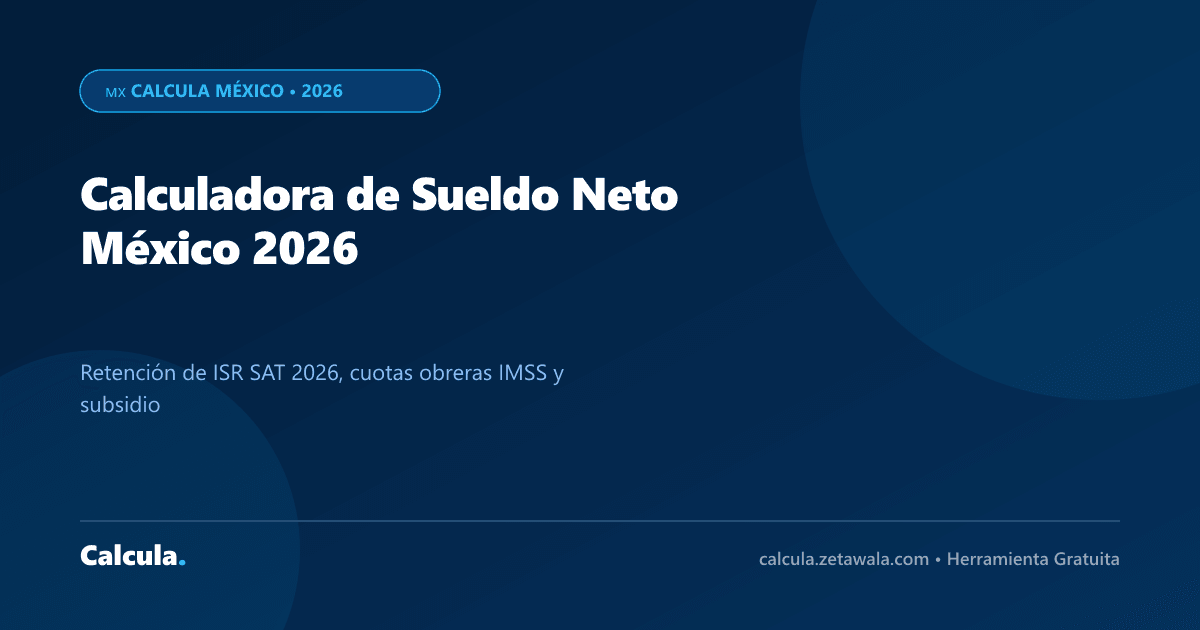 MX CALCULA MÉXICO • 2026
Calculadora de Sueldo Neto
México 2026
Retención de ISR SAT 2026, cuotas obreras IMSS y
subsidio
Calcula.
calcula.zetawala.com • Herramienta Gratuita